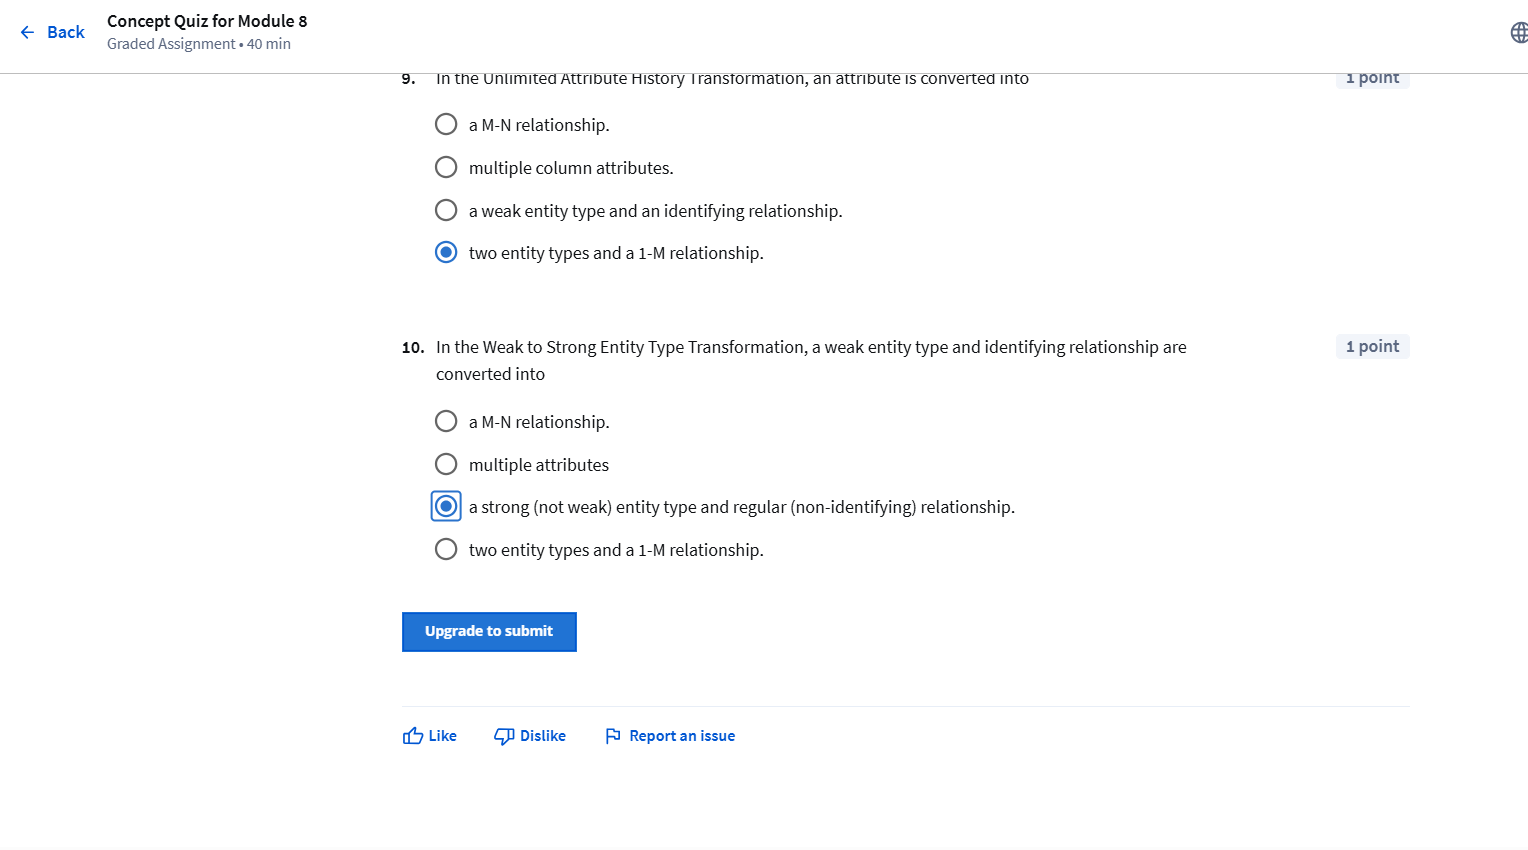 Back
Concept Quiz for Module 8
Graded Assignment • 40 min
9. In the Unlimited Attribute History Transformation, an attribute is converted into
1 point
a M-N relationship.
multiple column attributes.
a weak entity type and an identifying relationship.
two entity types and a 1-M relationship.
10. In the Weak to Strong Entity Type Transformation, a weak entity type and identifying relationship are
converted into
1 point
a M-N relationship.
multiple attributes
a strong (not weak) entity type and regular (non-identifying) relationship.
two entity types and a 1-M relationship.
Upgrade to submit
Like
Dislike
Report an issue